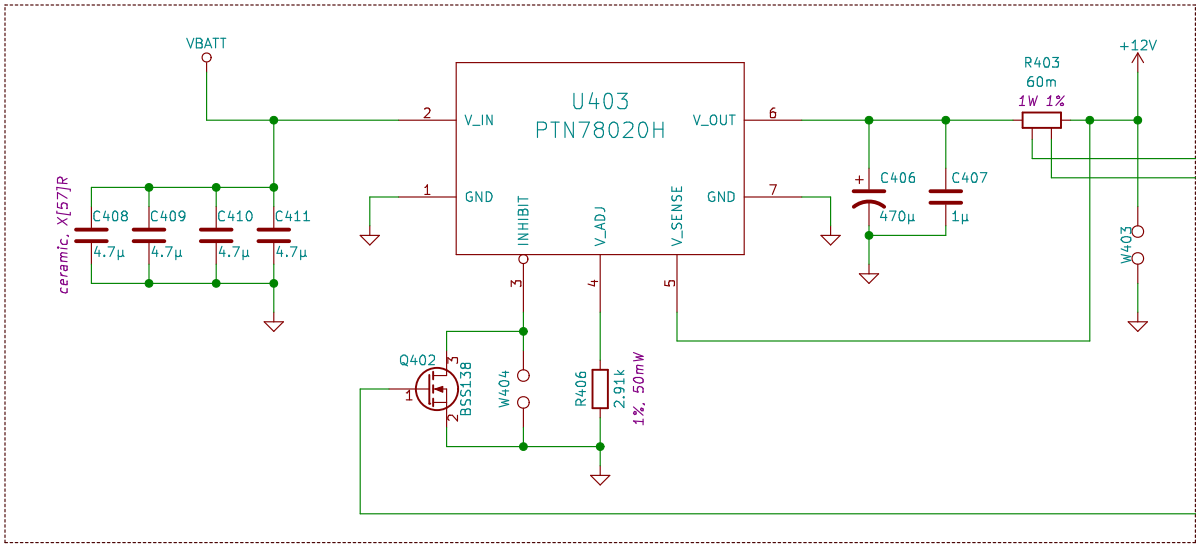 VBATT
+12V
R403
60m
1W 1%
U403
PTN78020H
2
V_IN
V_OUT
6
1
GND
GND
7
INHIBIT
V_ADJ
V_SENSE
3
4
5
ceramic, X[57]R
C408
4.7µ
C409
4.7µ
C410
4.7µ
C411
4.7µ
+
C406
470µ
C407
1µ
W403
Q402
BSS138
3
1
2
W404
R406
2.91k
1%, 50mW